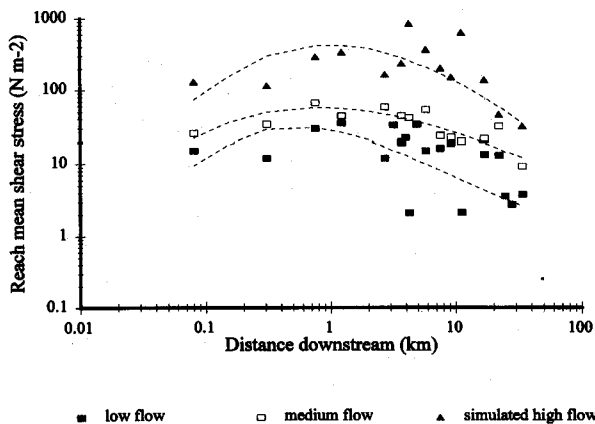 Reach mean shear stress (N m-2)
1000
100
10
1
0.1
0.01
0.1
1
10
100
Distance downstream (km)
low flow
medium flow
simulated high flow